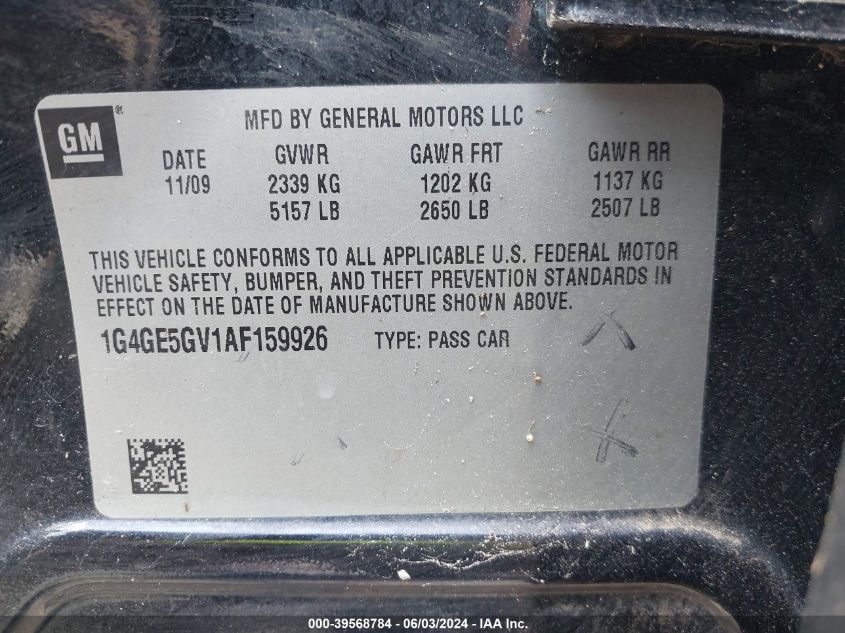 GM®
MFD BY GENERAL MOTORS LLC
DATE GVWR GAWR FRT GAWR RR
11/09 2339 KG 1202 KG 1137 KG
5157 LB 2650 LB 2507 LB
THIS VEHICLE CONFORMS TO ALL APPLICABLE U.S. FEDERAL MOTOR
VEHICLE SAFETY, BUMPER, AND THEFT PREVENTION STANDARDS IN
EFFECT ON THE DATE OF MANUFACTURE SHOWN ABOVE.
1G4GE5GV1AF159926 TYPE: PASS CAR
000-39568784 - 06/03/2024 - IAA Inc.